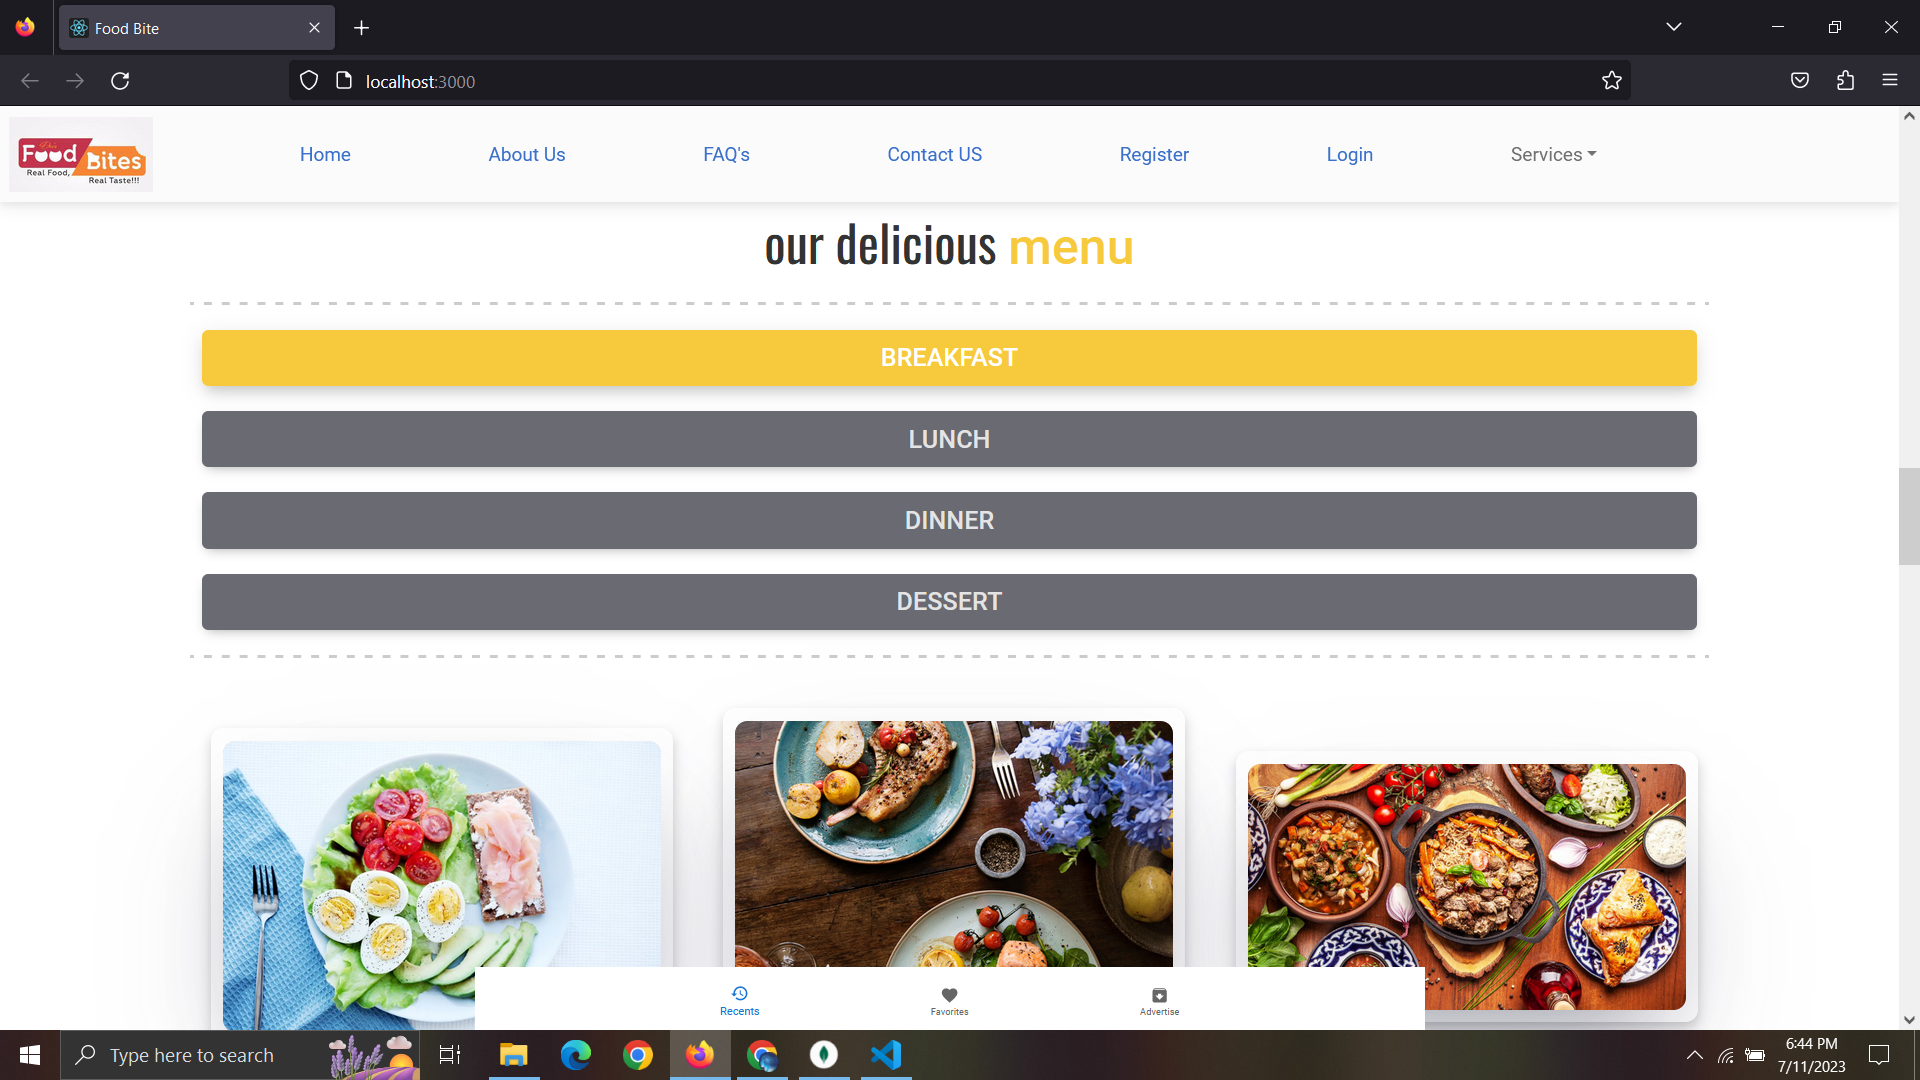 Food Bite
localhost:3000
Food Bites
Real Food,
Real Taste!!!
Home About Us FAQ's Contact US Register Login Services
our delicious menu
BREAKFAST
LUNCH
DINNER
DESSERT
Recents Favorites Advertise
Type here to search
6:44 PM
7/11/2023